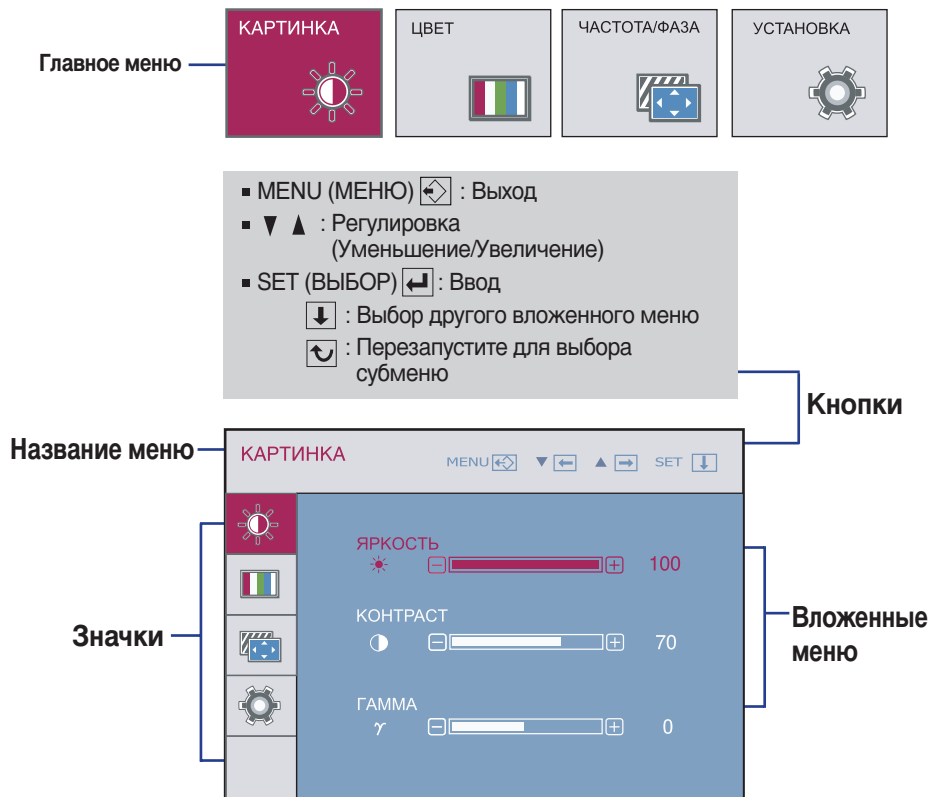 КАРТИНКА
ЦВЕТ
ЧАСТОТА/ФАЗА
УСТАНОВКА
Главное меню
MENU (МЕНЮ) : Выход
▼ ▲ : Регулировка
(Уменьшение/Увеличение)
SET (ВЫБОР) : Ввод
: Выбор другого вложенного меню
: Перезапустите для выбора
субменю
Кнопки
Название меню
КАРТИНКА
MENU ▼ ▲ SET
ЯРКОСТЬ
100
КОНТРАСТ
70
ГАММА
γ 0
Значки
Вложенные
меню